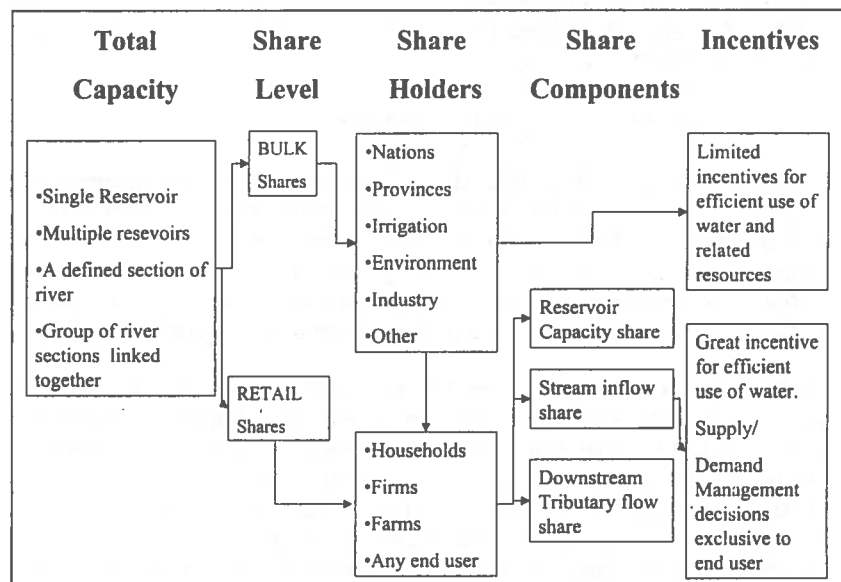 Total Capacity
Share Level
Share Holders
Share Components
Incentives
•Single Reservoir
•Multiple resevoirs
•A defined section of
river
•Group of river
sections linked
together
BULK
Shares
RETAIL
Shares
•Nations
•Provinces
•Irrigation
•Environment
•Industry
•Other
•Households
•Firms
•Farms
•Any end user
Reservoir
Capacity share
Stream inflow
share
Downstream
Tributary flow
share
Limited
incentives for
efficient use of
water and
related
resources
Great incentive
for efficient
use of water.
Supply/
Demand
Management
decisions
exclusive to
end user